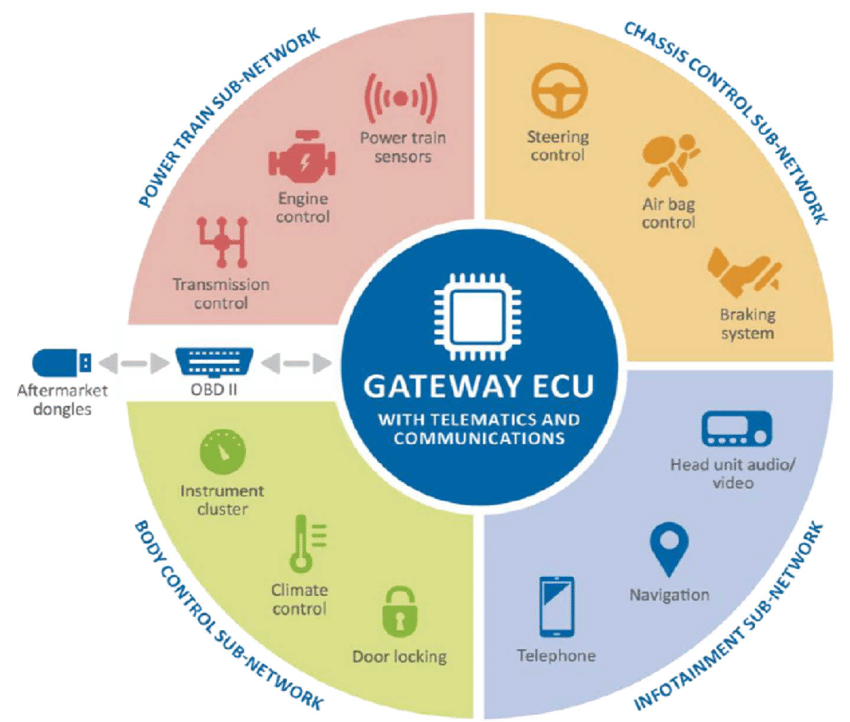 POWER TRAIN SUB-NETWORK
Power train
sensors
Engine
control
Transmission
control
CHASSIS CONTROL SUB-NETWORK
Steering
control
Air bag
control
Braking
system
Aftermarket
dongles
OBD II
GATEWAY ECU
WITH TELEMATICS AND
COMMUNICATIONS
BODY CONTROL SUB-NETWORK
Instrument
cluster
Climate
control
Door locking
INFOTAINMENT SUB-NETWORK
Head unit audio/
video
Navigation
Telephone